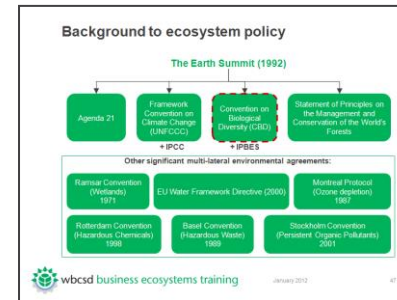 Background to ecosystem policy
The Earth Summit (1992)
Agenda 21
Framework
Convention on
Climate Change
(UNFCCC)
Convention on
Biological
Diversity (CBD)
Statement of Principles on
the Management and
Conservation of the World's
Forests
+ IPCC
+ IPBES
Other significant multi-lateral environmental agreements:
Ramsar Convention
(Wetlands)
1971
EU Water Framework Directive (2000)
Montreal Protocol
(Ozone depletion)
1987
Rotterdam Convention
(Hazardous Chemicals)
1998
Basel Convention
(Hazardous Waste)
1989
Stockholm Convention
(Persistent Organic Pollutants)
2001
wbcsd business ecosystems training
January 2012
47